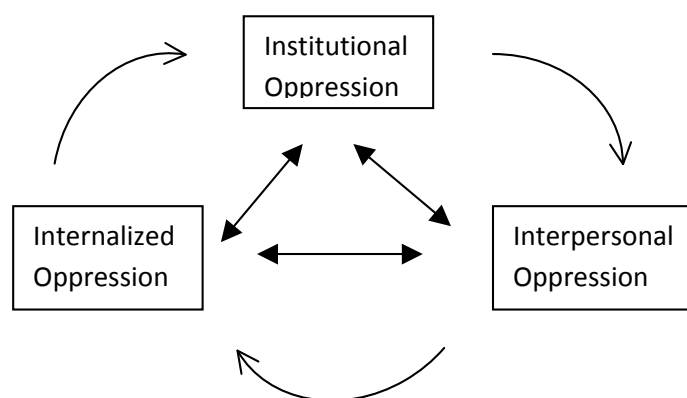 Institutional
Oppression
Internalized
Oppression
Interpersonal
Oppression